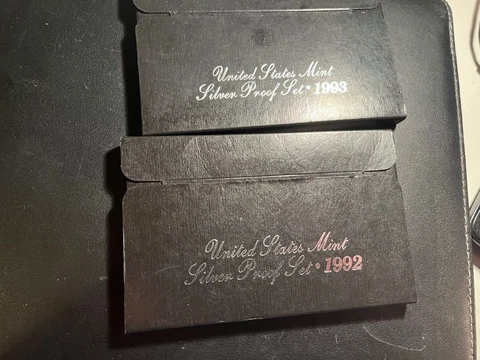 United States Mint
Silver Proof Set • 1993
United States Mint
Silver Proof Set • 1992